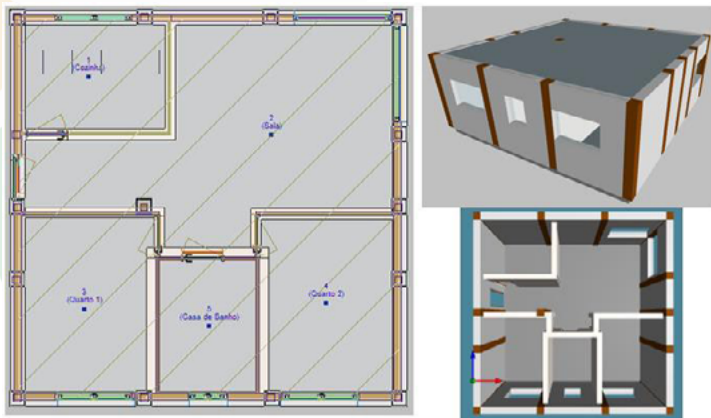 1
(Cozinha)
2
(Sala)
3
(Quarto 1)
4
(Quarto 2)
5
(Casa de Banho)